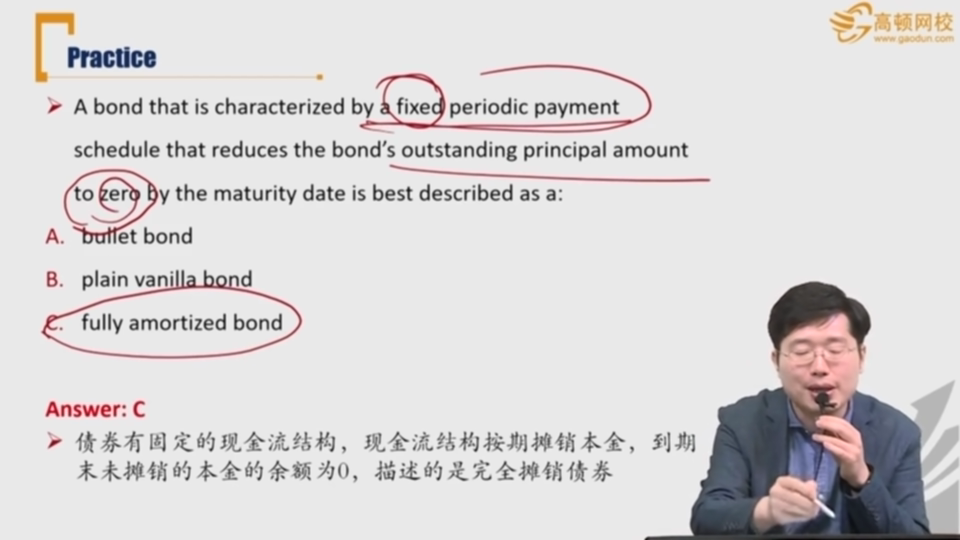 高顿网校
www.gaodun.com
Practice
A bond that is characterized by a fixed periodic payment
schedule that reduces the bond's outstanding principal amount
to zero by the maturity date is best described as a:
A. bullet bond
B. plain vanilla bond
C. fully amortized bond
Answer: C
债券有固定的现金流结构，现金流结构按期摊销本金，到期
末未摊销的本金的余额为0，描述的是完全摊销债券